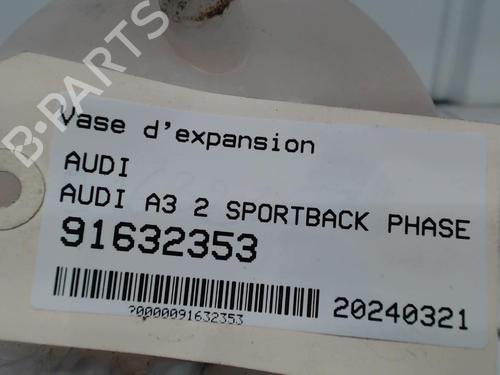 B-PARTS
Vase d'expansion
AUDI
AUDI A3 2 SPORTBACK PHASE
91632353
20240321
?0000091632353